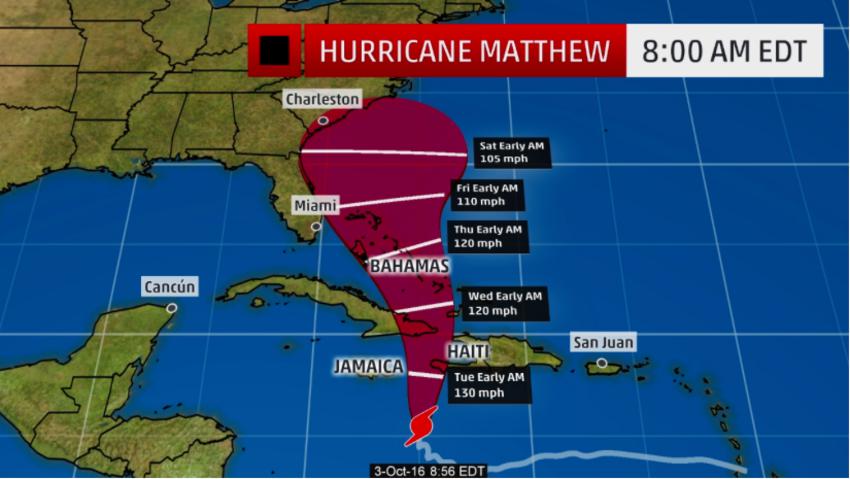 HURRICANE MATTHEW
8:00 AM EDT
Charleston
Sat Early AM
105 mph
Fri Early AM
110 mph
Miami
Thu Early AM
120 mph
BAHAMAS
Cancún
Wed Early AM
120 mph
San Juan
HAITI
JAMAICA
Tue Early AM
130 mph
3-Oct-16 8:56 EDT